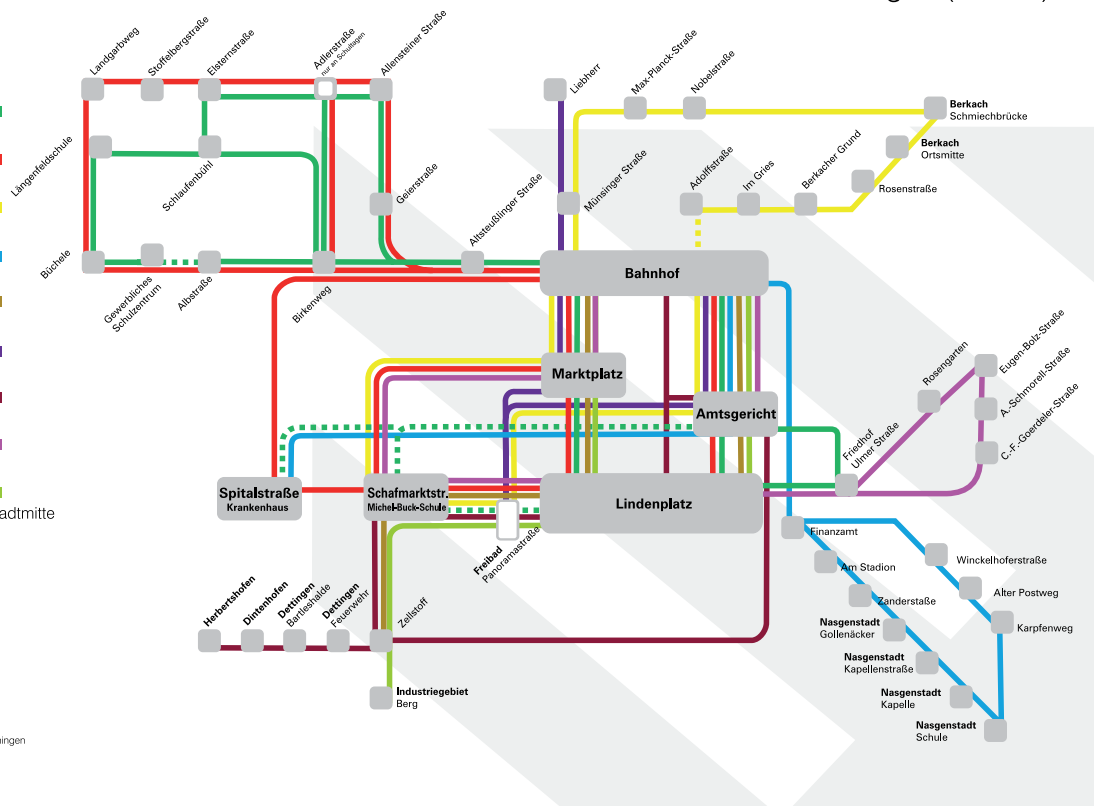 Landgarbweg
Stoffelbergstraße
Elsternstraße
Adlerstraße
nur an Schultagen
Allensteiner Straße
Liebherr
Max-Planck-Straße
Nobelstraße
Berkach
Schmiechbrücke
Berkach
Ortsmitte
Längenfeldschule
Schlaufenbühl
Geierstraße
Altsteußlinger Straße
Münsinger Straße
Adolffstraße
Im Gries
Berkacher Grund
Rosenstraße
Büchele
Gewerbliches
Schulzentrum
Albstraße
Birkenweg
Bahnhof
Marktplatz
Amtsgericht
Rosengarten
Eugen-Bolz-Straße
A.-Schmorell-Straße
C.-F.-Goerdeler-Straße
Friedhof
Ulmer Straße
Spitalstraße
Krankenhaus
Schafmarktstr.
Michel-Buck-Schule
Lindenplatz
adtmitte
Freibad
Panoramastraße
Finanzamt
Am Stadion
Zanderstaße
Nasgenstadt
Gollenäcker
Nasgenstadt
Kapellenstraße
Nasgenstadt
Kapelle
Nasgenstadt
Schule
Winckelhoferstraße
Alter Postweg
Karpfenweg
Herbertshofen
Dintenhofen
Dettingen
Bartleshalde
Dettingen
Feuerwehr
Zellstoff
Industriegebiet
Berg